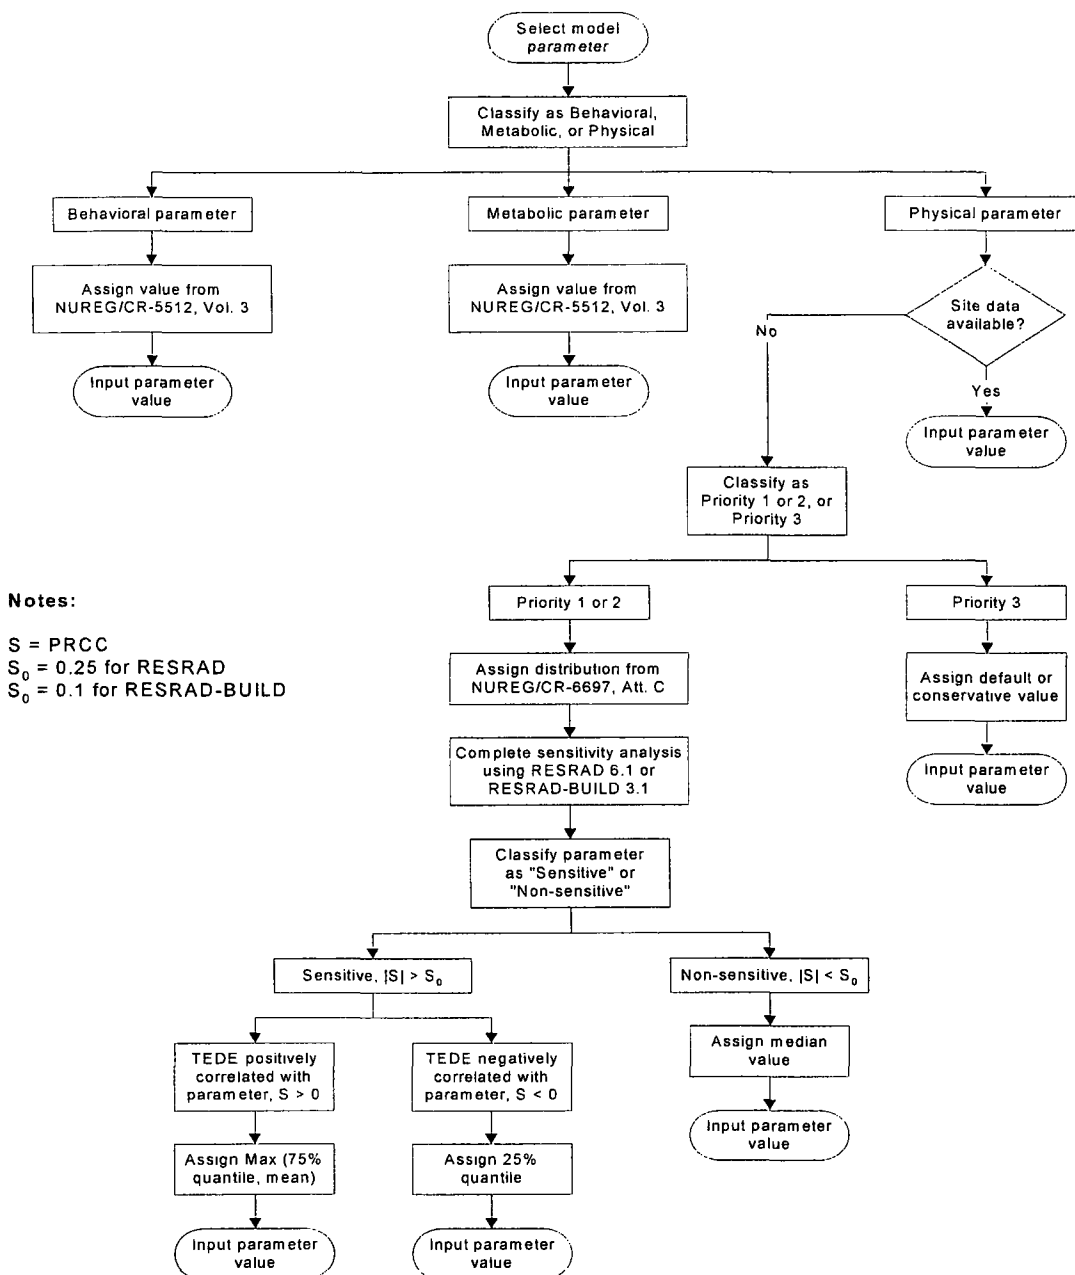 Select model
parameter
Classify as Behavioral,
Metabolic, or Physical
Behavioral parameter
Metabolic parameter
Physical parameter
Assign value from
NUREG/CR-5512, Vol. 3
Assign value from
NUREG/CR-5512, Vol. 3
Site data
available?
No
Yes
Input parameter
value
Input parameter
value
Input parameter
value
Classify as
Priority 1 or 2, or
Priority 3
Priority 1 or 2
Priority 3
Notes:
S = PRCC
S₀ = 0.25 for RESRAD
S₀ = 0.1 for RESRAD-BUILD
Assign distribution from
NUREG/CR-6697, Att. C
Assign default or
conservative value
Complete sensitivity analysis
using RESRAD 6.1 or
RESRAD-BUILD 3.1
Input parameter
value
Classify parameter
as "Sensitive" or
"Non-sensitive"
Sensitive, |S| > S₀
Non-sensitive, |S| < S₀
TEDE positively
correlated with
parameter, S > 0
TEDE negatively
correlated with
parameter, S < 0
Assign median
value
Input parameter
value
Assign Max (75%
quantile, mean)
Assign 25%
quantile
Input parameter
value
Input parameter
value